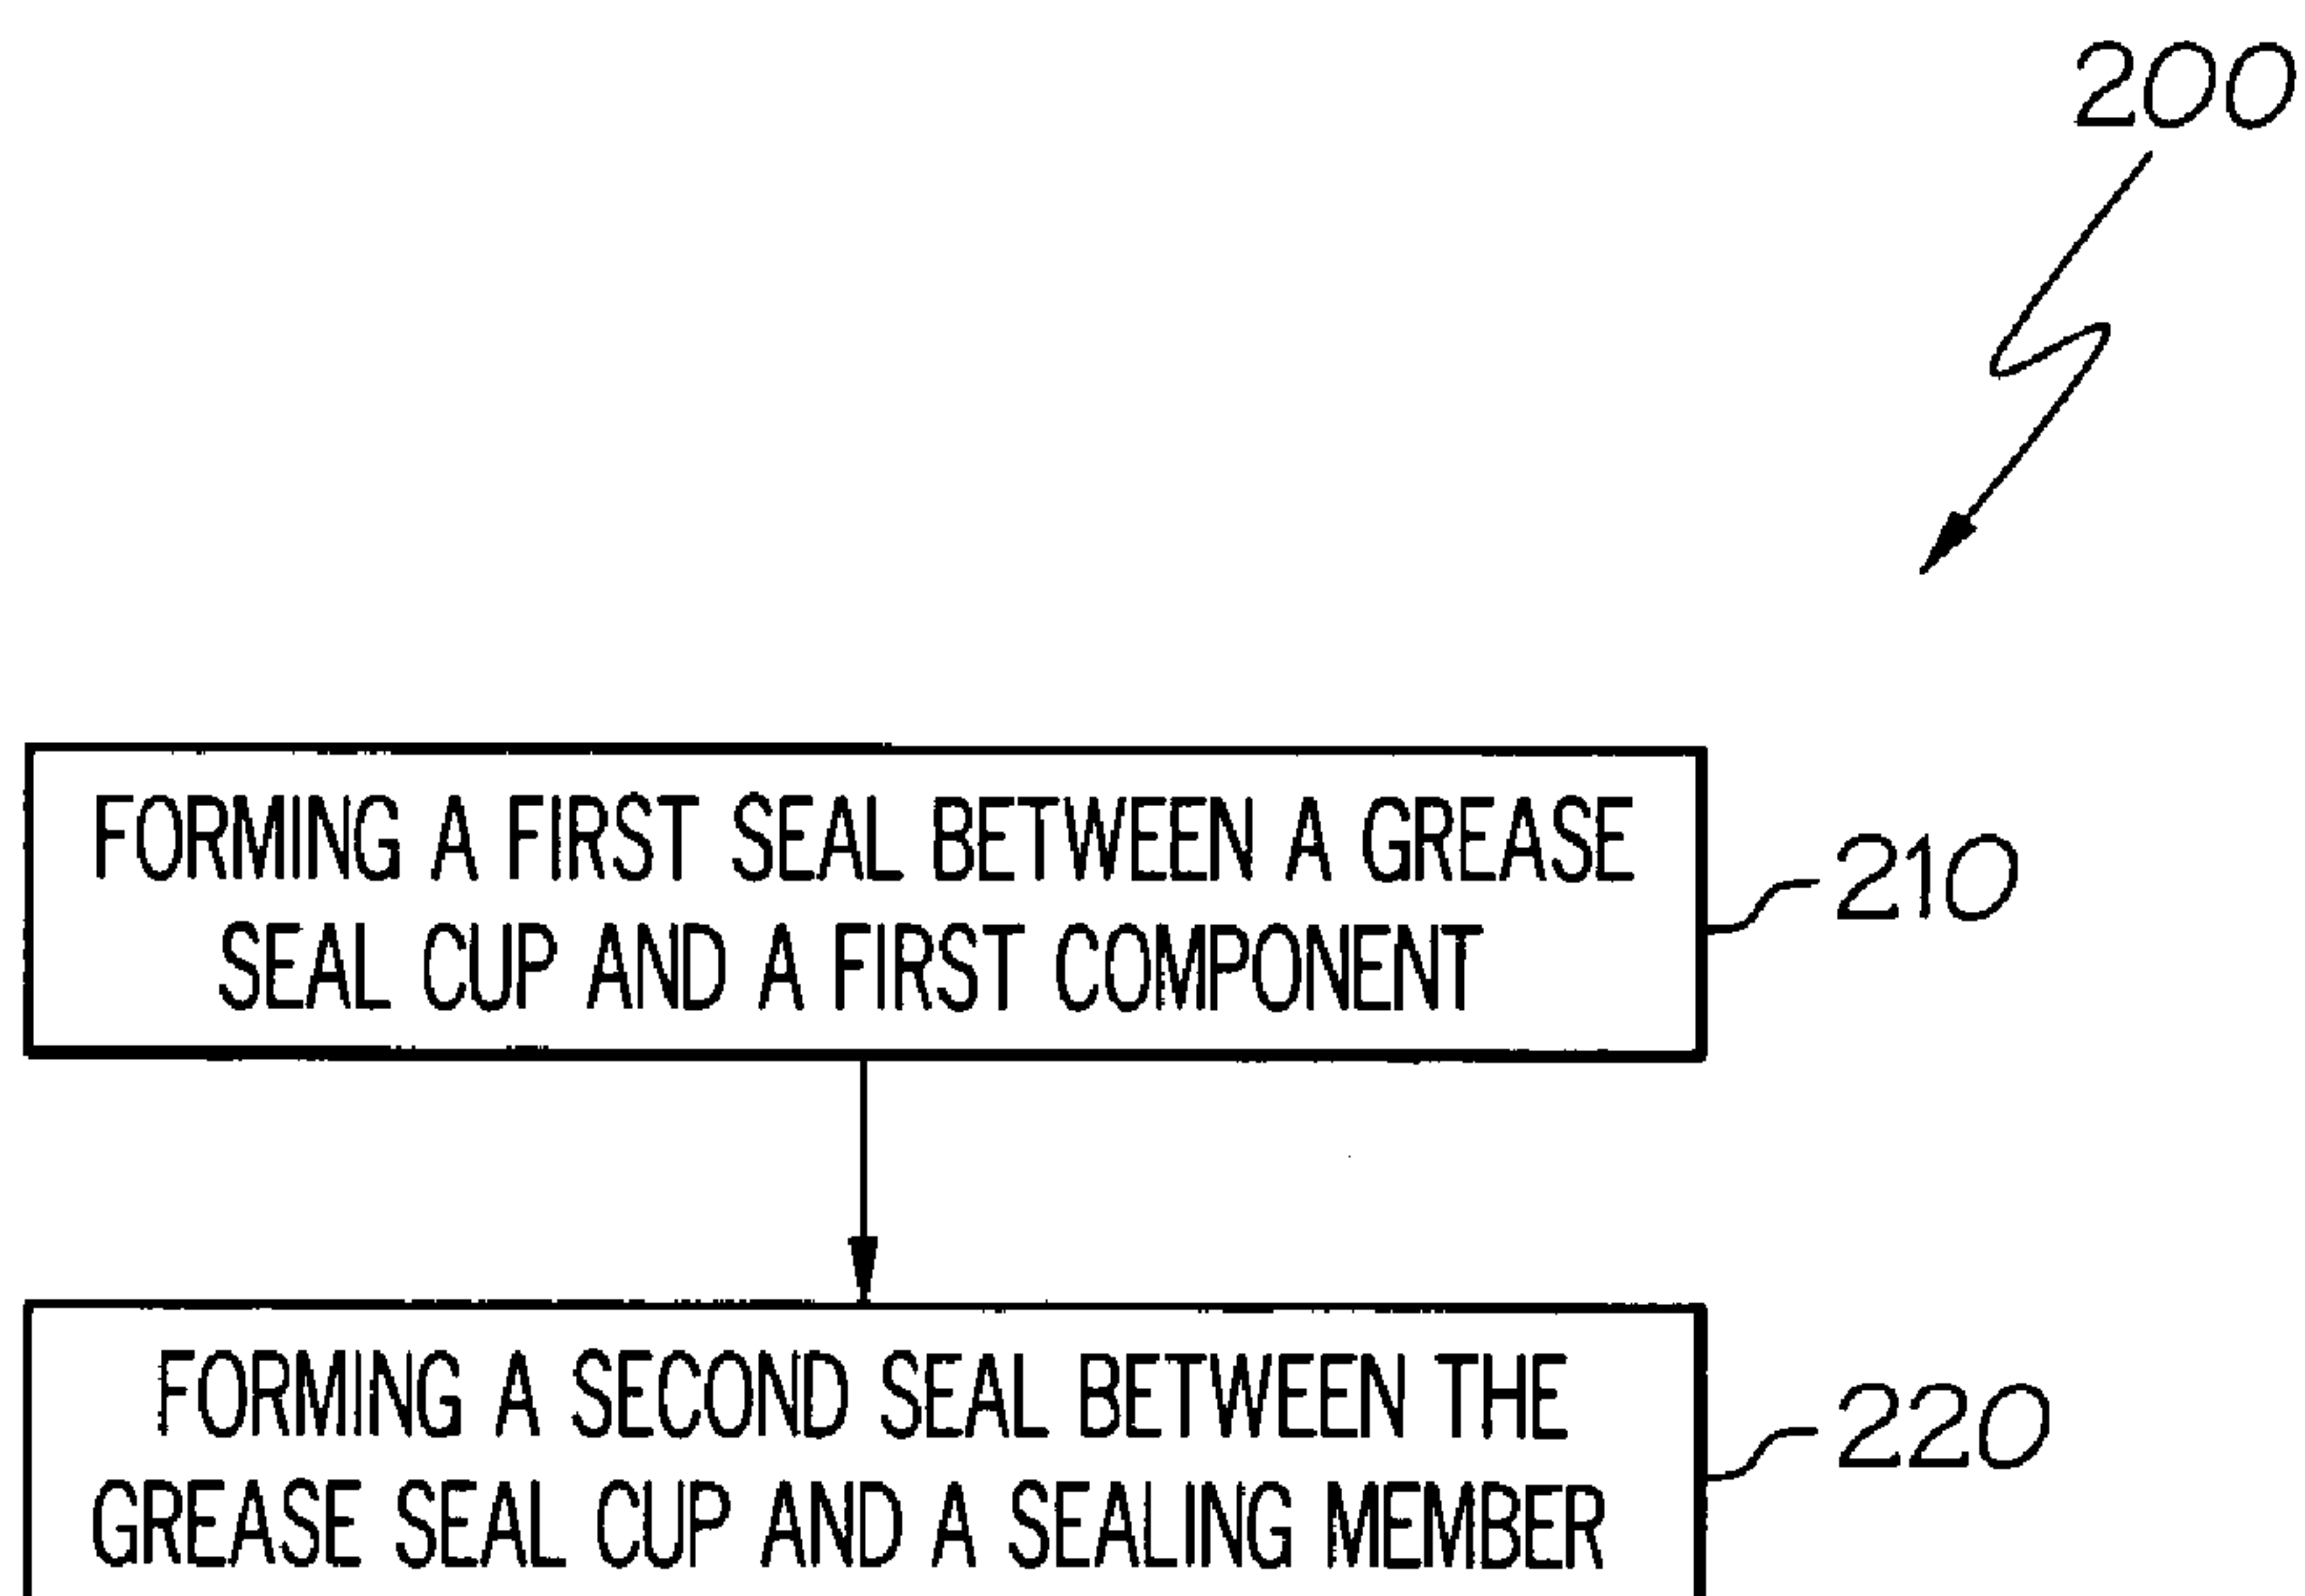 200
FORMING A FIRST SEAL BETWEEN A GREASE
SEAL CUP AND A FIRST COMPONENT
210
FORMING A SECOND SEAL BETWEEN THE
GREASE SEAL CUP AND A SEALING MEMBER
220